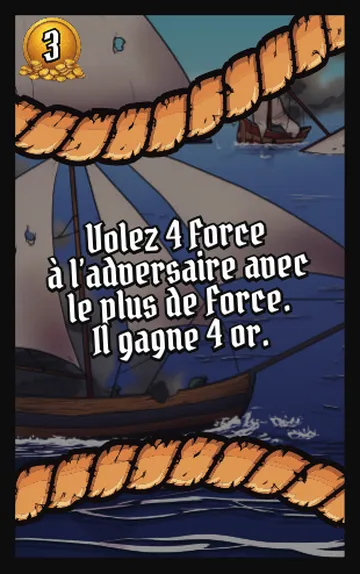 3
Volez 4 Force
à l'adversaire avec
le plus de Force.
Il gagne 4 or.